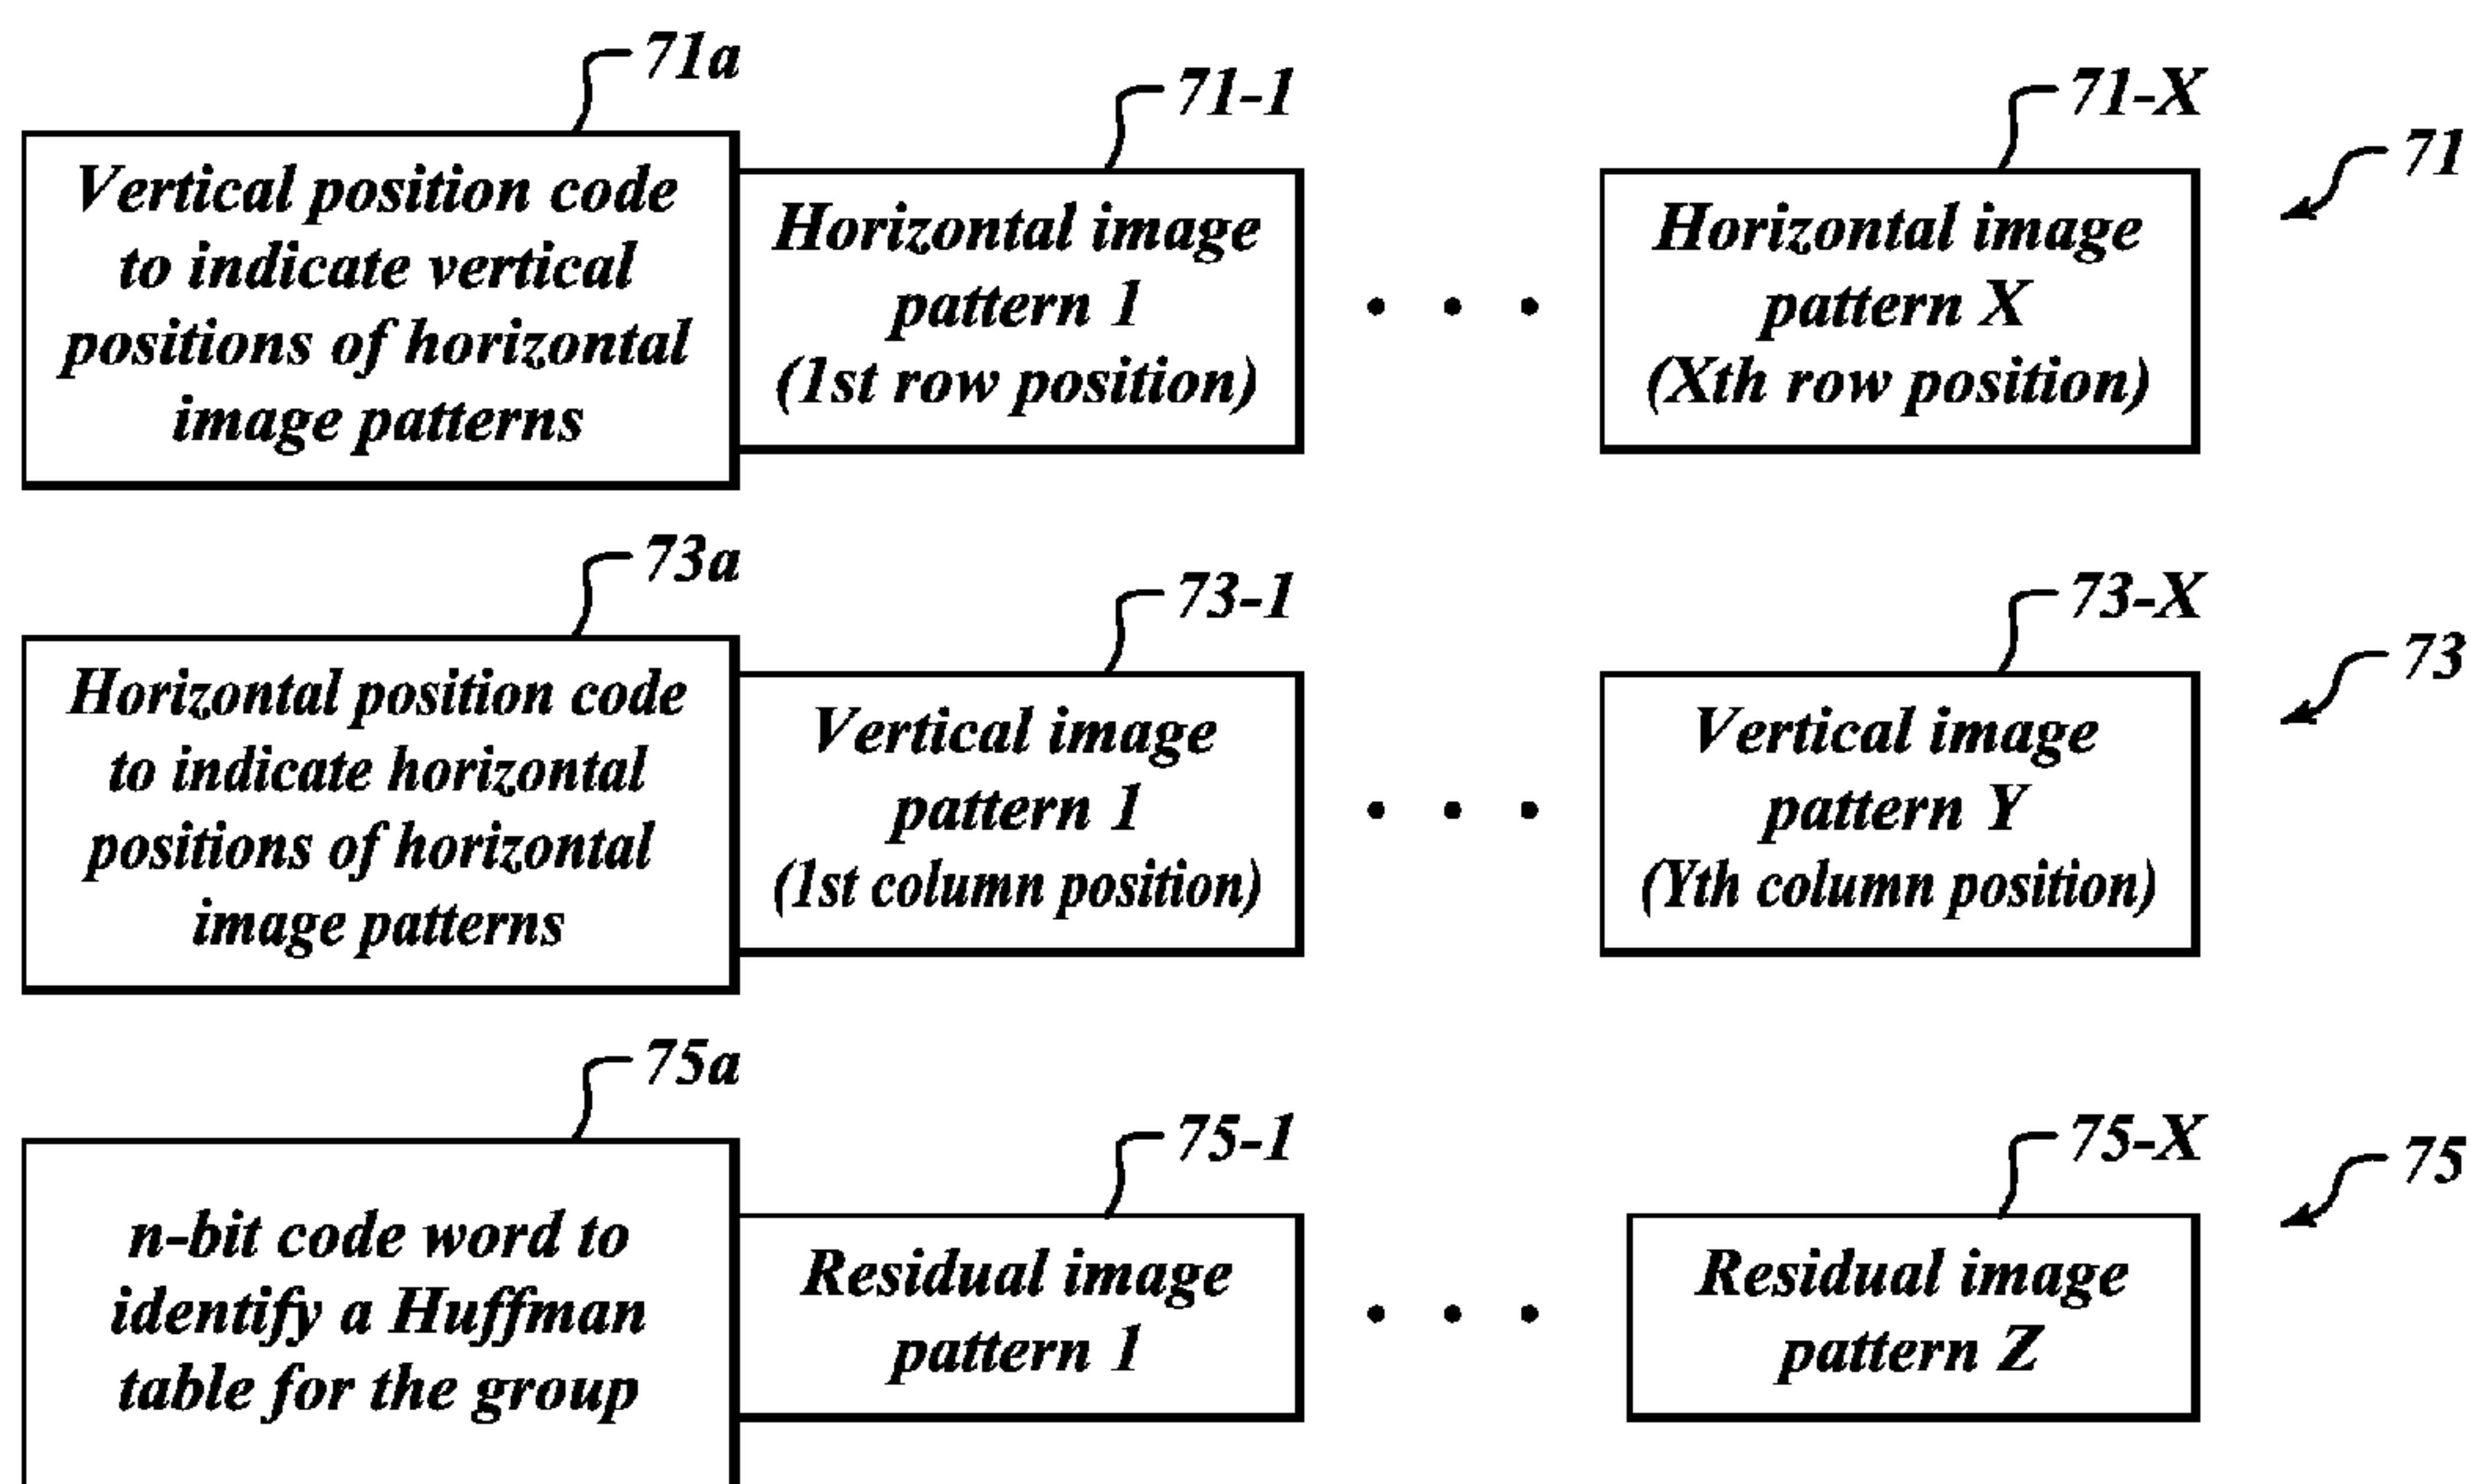 71a
71-1
71-X
71
Vertical position code
to indicate vertical
positions of horizontal
image patterns
Horizontal image
pattern 1
(1st row position)
Horizontal image
pattern X
(Xth row position)
73a
73-1
73-X
73
Horizontal position code
to indicate horizontal
positions of horizontal
image patterns
Vertical image
pattern 1
(1st column position)
Vertical image
pattern Y
(Yth column position)
75a
75-1
75-X
75
n-bit code word to
identify a Huffman
table for the group
Residual image
pattern 1
Residual image
pattern Z